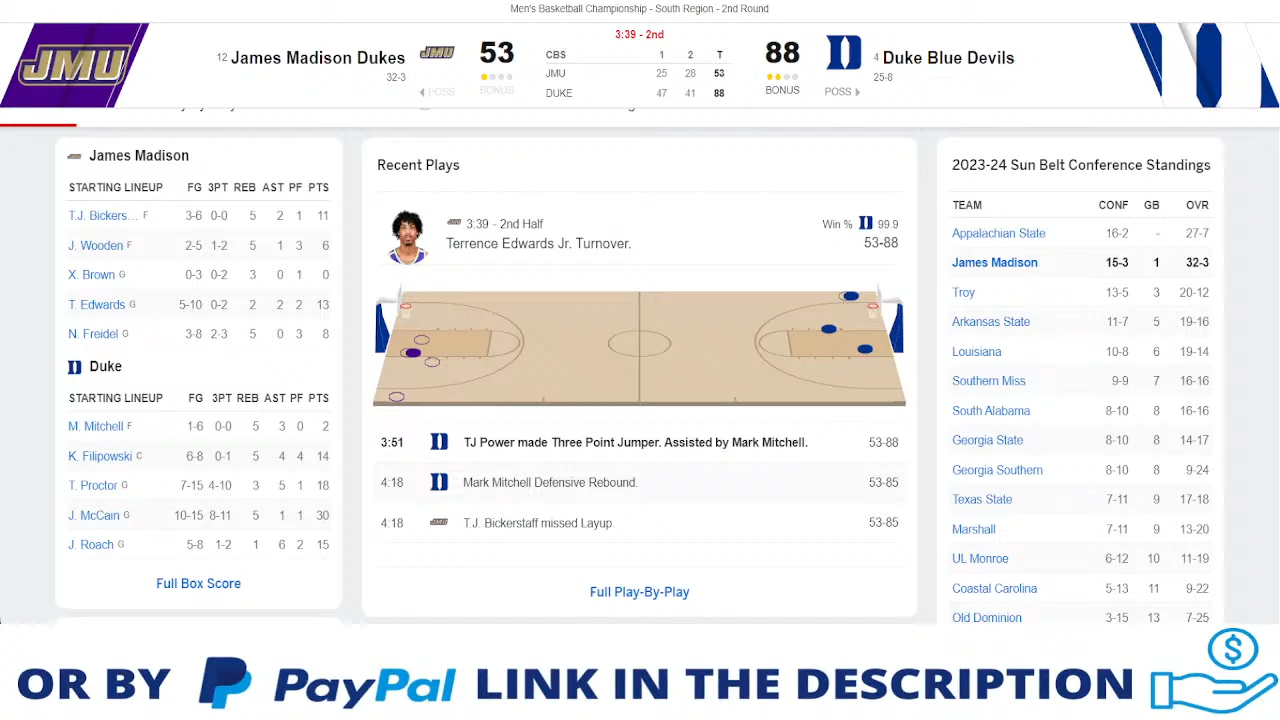 Men's Basketball Championship - South Region - 2nd Round
3:39 - 2nd
JMU
12 James Madison Dukes
32-3
JMU
53
BONUS
POSS
CBS 1 2 T
JMU 25 28 53
DUKE 47 41 88
88
BONUS
D
4 Duke Blue Devils
25-8
POSS
James Madison
STARTING LINEUP FG 3PT REB AST PF PTS
T.J. Bickers... F 3-6 0-0 5 2 1 11
J. Wooden F 2-5 1-2 5 1 3 6
X. Brown G 0-3 0-2 3 0 1 0
T. Edwards G 5-10 0-2 2 2 2 13
N. Freidel G 3-8 2-3 5 0 3 8
Duke
STARTING LINEUP FG 3PT REB AST PF PTS
M. Mitchell F 1-6 0-0 5 3 0 2
K. Filipowski C 6-8 0-1 5 4 4 14
T. Proctor G 7-15 4-10 3 5 1 18
J. McCain G 10-15 8-11 5 1 1 30
J. Roach G 5-8 1-2 1 6 2 15
Full Box Score
Recent Plays
3:39 - 2nd Half
Terrence Edwards Jr. Turnover.
Win % 99.9
53-88
3:51 TJ Power made Three Point Jumper. Assisted by Mark Mitchell. 53-88
4:18 Mark Mitchell Defensive Rebound. 53-85
4:18 T.J. Bickerstaff missed Layup. 53-85
Full Play-By-Play
2023-24 Sun Belt Conference Standings
TEAM CONF GB OVR
Appalachian State 16-2 - 27-7
James Madison 15-3 1 32-3
Troy 13-5 3 20-12
Arkansas State 11-7 5 19-16
Louisiana 10-8 6 19-14
Southern Miss 9-9 7 16-16
South Alabama 8-10 8 16-16
Georgia State 8-10 8 14-17
Georgia Southern 8-10 8 9-24
Texas State 7-11 9 17-18
Marshall 7-11 9 13-20
UL Monroe 6-12 10 11-19
Coastal Carolina 5-13 11 9-22
Old Dominion 3-15 13 7-25
OR BY PayPal LINK IN THE DESCRIPTION